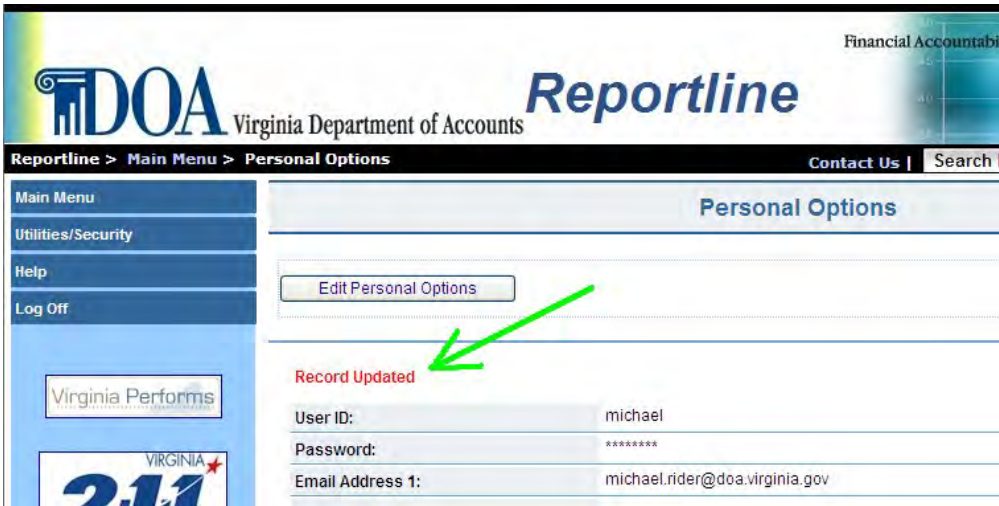 Financial Accountabi
DOA Virginia Department of Accounts
Reportline
Reportline > Main Menu > Personal Options
Contact Us | Search
Main Menu
Utilities/Security
Help
Log Off
Personal Options
Edit Personal Options
Virginia Performs
VIRGINIA
211
Record Updated
User ID: michael
Password: ********
Email Address 1: michael.rider@doa.virginia.gov